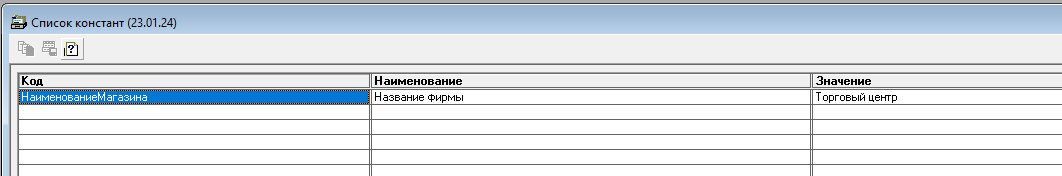 Список констант (23.01.24)
Код Наименование Значение
НаименованиеМагазина Название фирмы Торговый центр